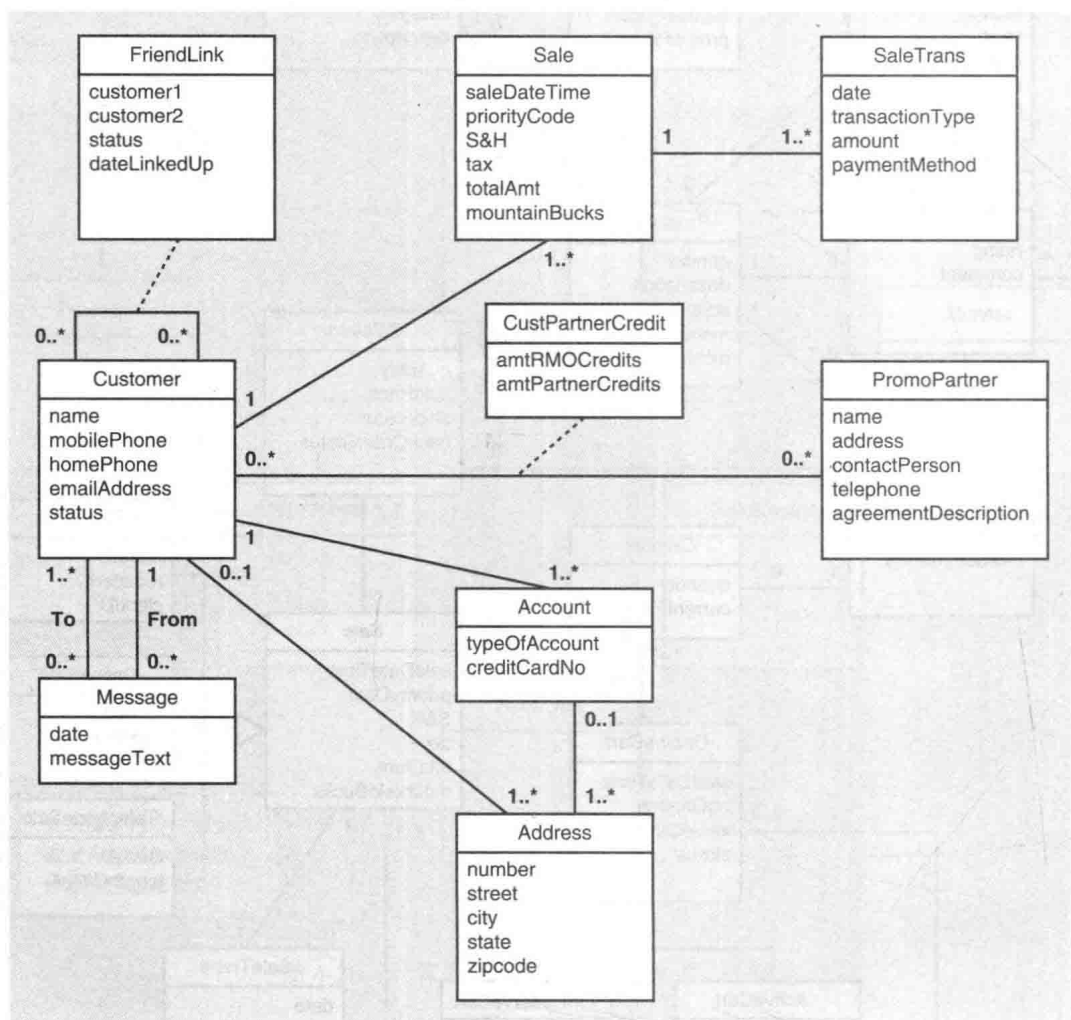 FriendLink
customer1
customer2
status
dateLinkedUp
Sale
saleDateTime
priorityCode
S&H
tax
totalAmt
mountainBucks
SaleTrans
date
transactionType
amount
paymentMethod
1
1..*
1..*
0..*
0..*
CustPartnerCredit
amtRMOCredits
amtPartnerCredits
Customer
name
mobilePhone
homePhone
emailAddress
status
1
0..*
0..*
PromoPartner
name
address
contactPerson
telephone
agreementDescription
1
0..1
1..*
1..*
1
To
From
0..*
0..*
Account
typeOfAccount
creditCardNo
Message
date
messageText
0..1
1..*
1..*
Address
number
street
city
state
zipcode